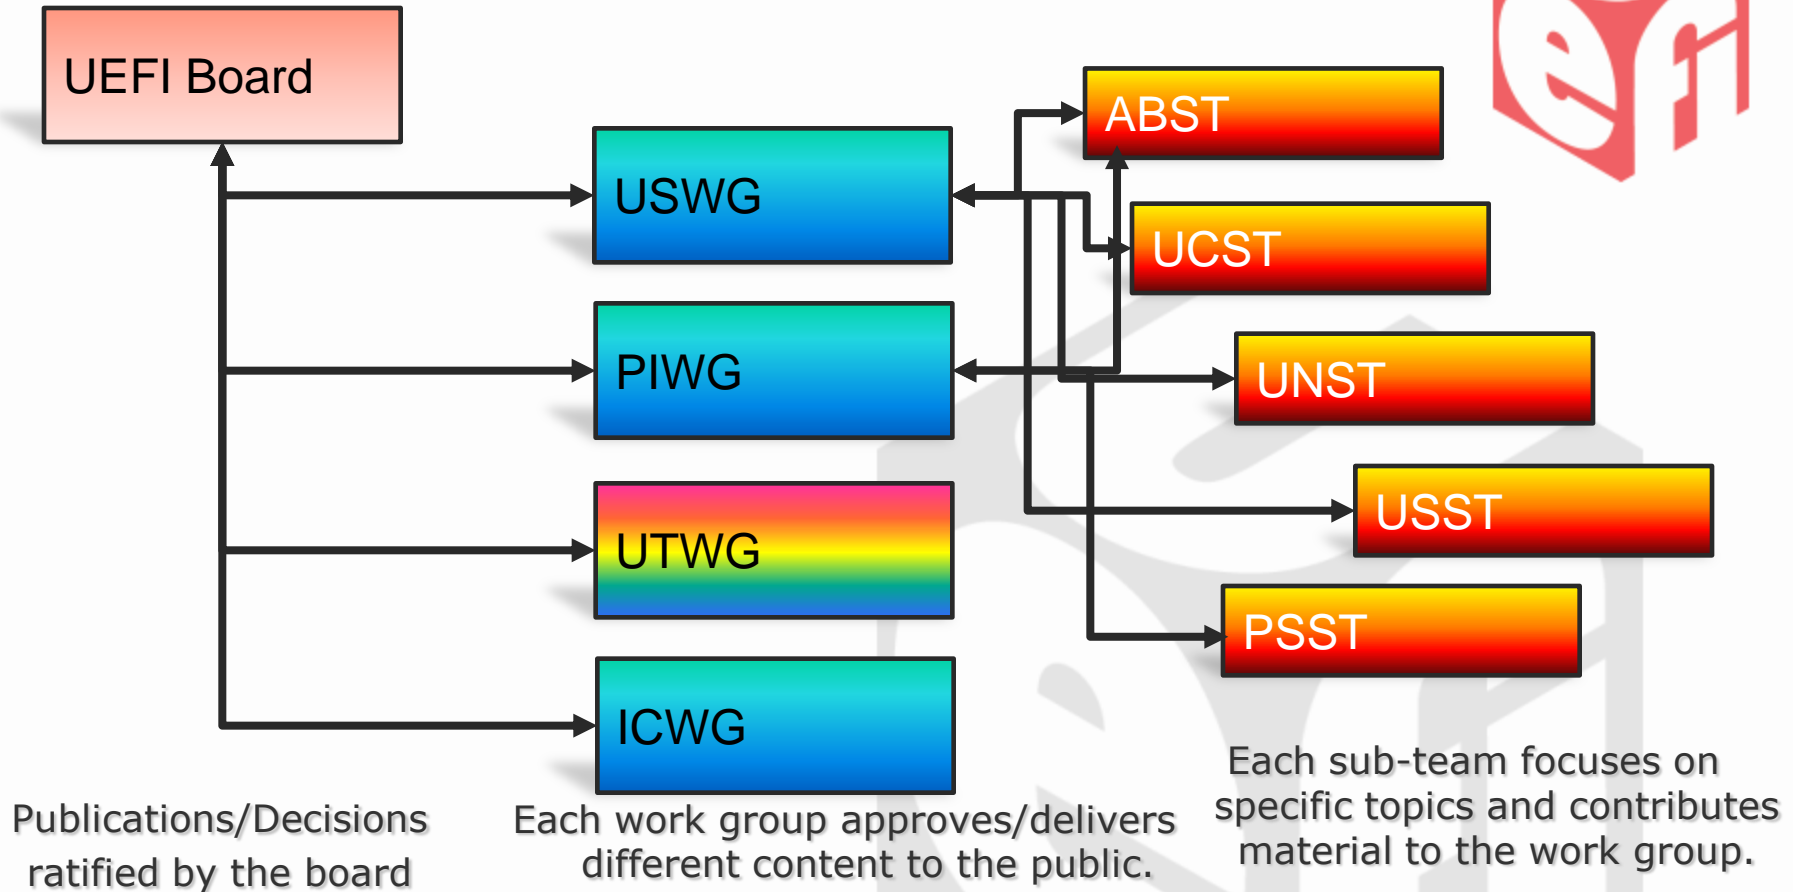 UEFI Board
USWG
PIWG
UTWG
ICWG
ABST
UCST
UNST
USST
PSST
Publications/Decisions
ratified by the board
Each work group approves/delivers
different content to the public.
Each sub-team focuses on
specific topics and contributes
material to the work group.
efi